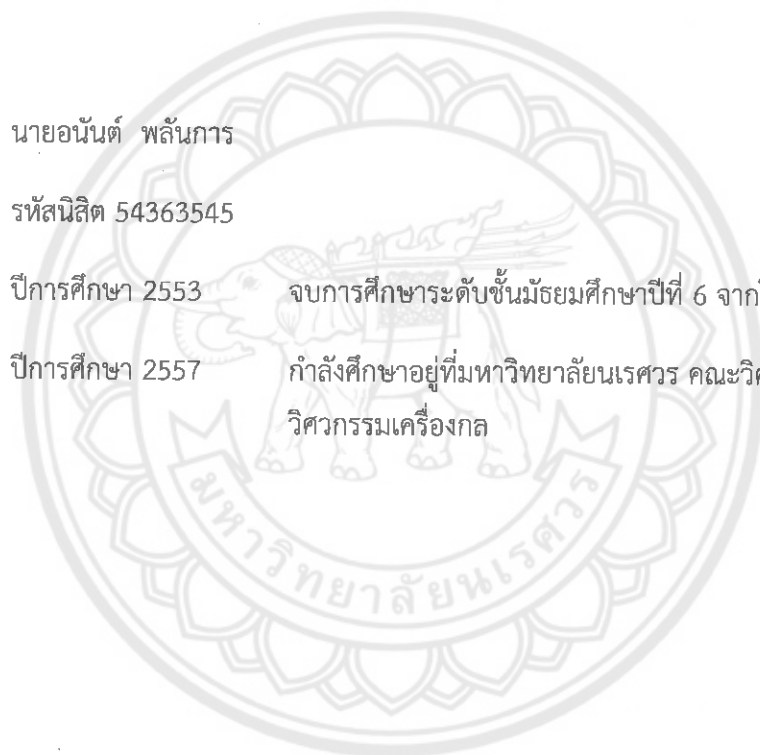 นายอนันต์ พลันการ
รหัสนิสิต 54363545
ปีการศึกษา 2553 จบการศึกษาระดับชั้นมัธยมศึกษาปีที่ 6 จาก
ปีการศึกษา 2557 กำลังศึกษาอยู่ที่มหาวิทยาลัยนเรศวร คณะวิศ
วิศวกรรมเครื่องกล
มหาวิทยาลัยนเรศวร